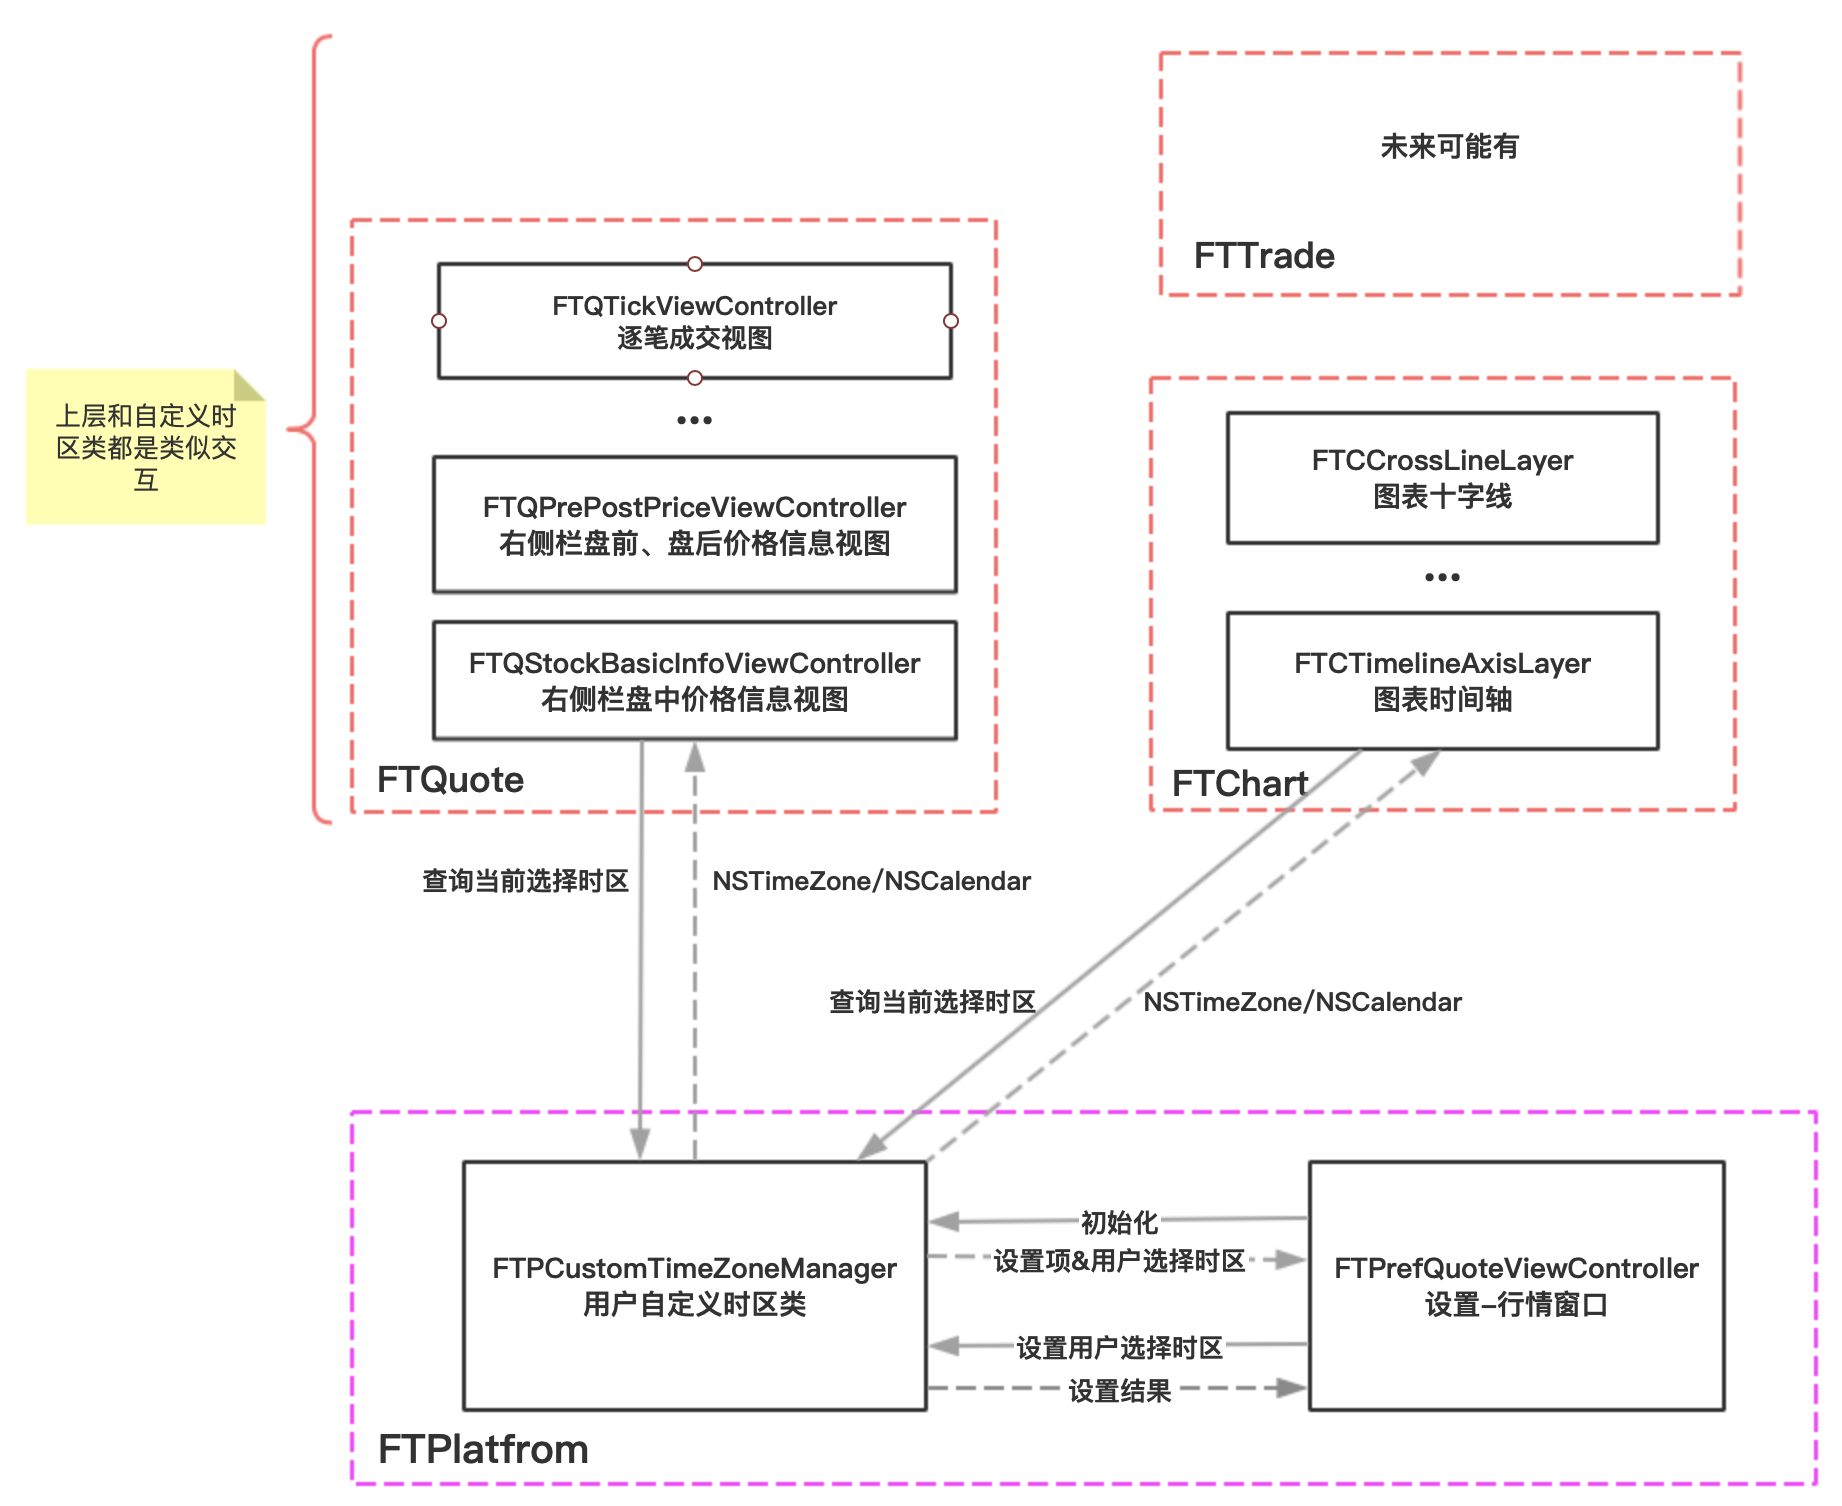 未来可能有
FTTrade
FTQTickViewController
逐笔成交视图
•••
上层和自定义时
区类都是类似交
互
FTQPrePostPriceViewController
右侧栏盘前、盘后价格信息视图
FTQStockBasicInfoViewController
右侧栏盘中价格信息视图
FTQuote
FTCCrossLineLayer
图表十字线
•••
FTCTimelineAxisLayer
图表时间轴
FTChart
查询当前选择时区
NSTimeZone/NSCalendar
查询当前选择时区
NSTimeZone/NSCalendar
FTPCustomTimeZoneManager
用户自定义时区类
初始化
设置项&用户选择时区
设置用户选择时区
设置结果
FTPrefQuoteViewController
设置–行情窗口
FTPlatfrom